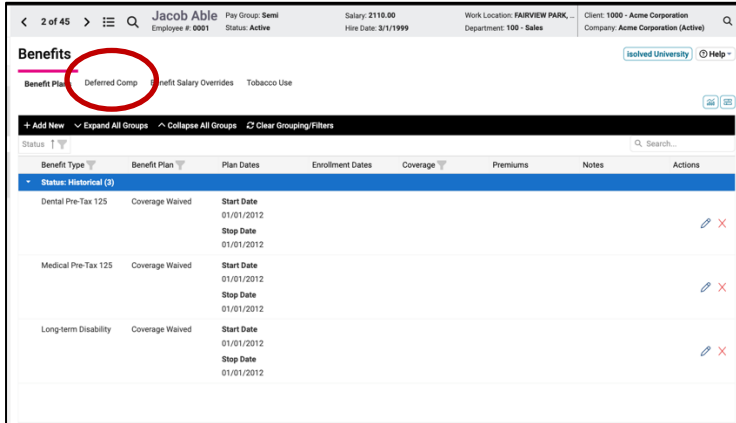 2 of 45
Jacob Able
Employee #: 0001
Pay Group: Semi
Status: Active
Salary: 2110.00
Hire Date: 3/1/1999
Work Location: FAIRVIEW PARK, ...
Department: 100 - Sales
Client: 1000 - Acme Corporation
Company: Acme Corporation (Active)
Benefits
isolved University
Help
Benefit Plans Deferred Comp Benefit Salary Overrides Tobacco Use
+ Add New Expand All Groups Collapse All Groups Clear Grouping/Filters
Status
Search...
Benefit Type Benefit Plan Plan Dates Enrollment Dates Coverage Premiums Notes Actions
Status: Historical (3)
Dental Pre-Tax 125 Coverage Waived Start Date
01/01/2012
Stop Date
01/01/2012
Medical Pre-Tax 125 Coverage Waived Start Date
01/01/2012
Stop Date
01/01/2012
Long-term Disability Coverage Waived Start Date
01/01/2012
Stop Date
01/01/2012